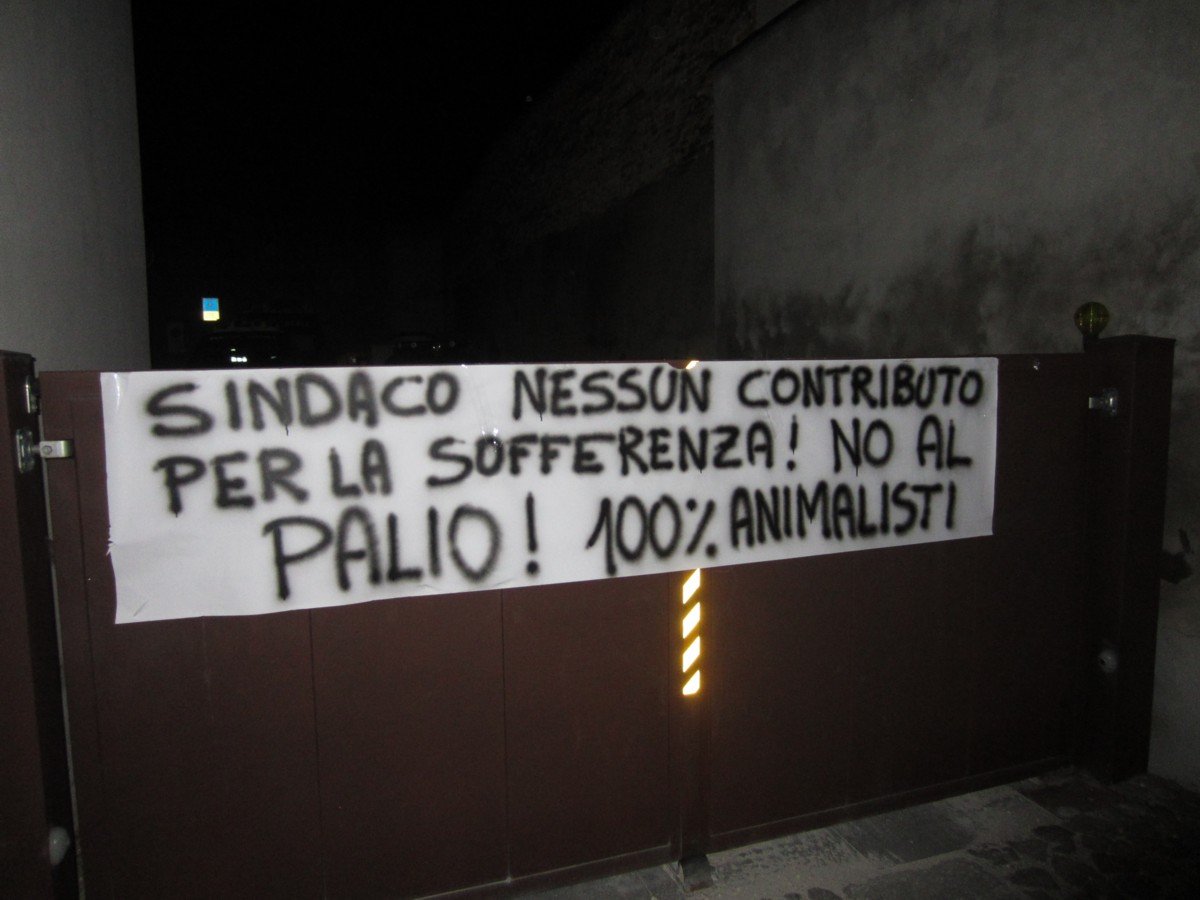 SINDACO NESSUN CONTRIBUTO
PER LA SOFFERENZA! NO AL
PALIO! 100% ANIMALISTI